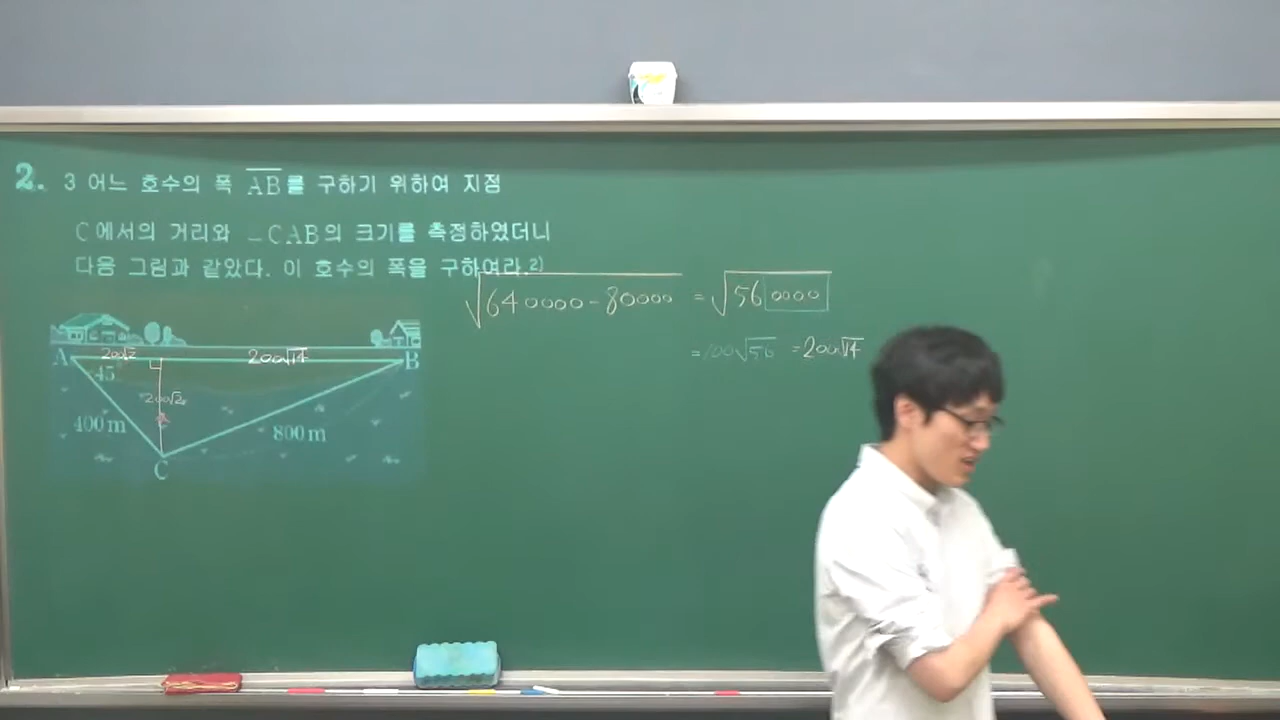 2. 3 어느 호수의 폭 AB를 구하기 위하여 지점
C에서의 거리와 ∠CAB의 크기를 측정하였더니
다음 그림과 같았다. 이 호수의 폭을 구하여라.2)
√640000-80000 = √560000
=100√56 =200√14
A 200√2 200√14 B
45
200√2
400m 800m
C